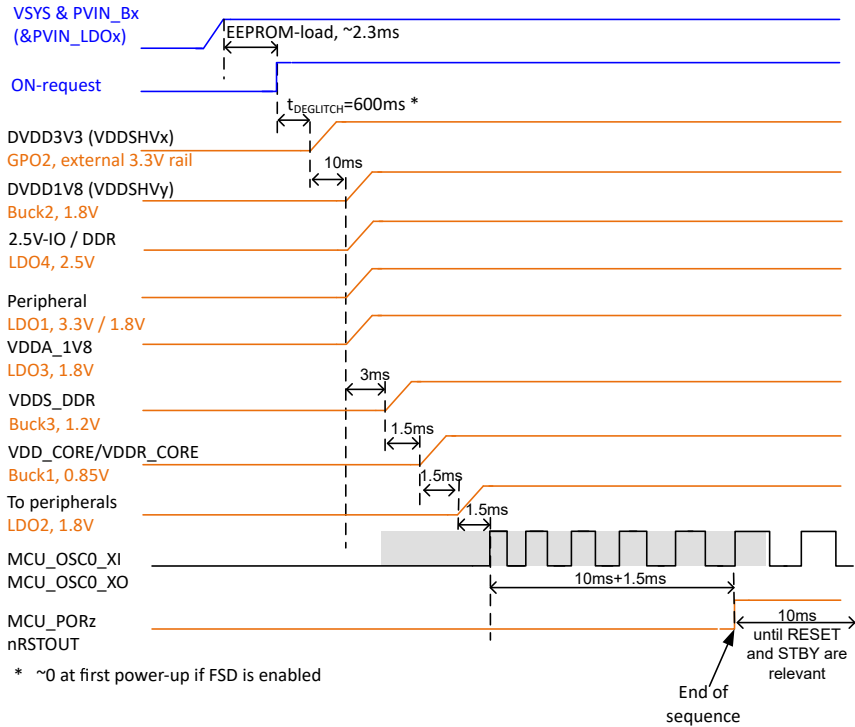 VSYS & PVIN_Bx
(&PVIN_LDOx)
EEPROM-load, ~2.3ms
ON-request
tDEGLITCH=600ms *
DVDD3V3 (VDDSHVx)
GPO2, external 3.3V rail
10ms
DVDD1V8 (VDDSHVy)
Buck2, 1.8V
2.5V-IO / DDR
LDO4, 2.5V
Peripheral
LDO1, 3.3V / 1.8V
VDDA_1V8
LDO3, 1.8V
3ms
VDDS_DDR
Buck3, 1.2V
1.5ms
VDD_CORE/VDDR_CORE
Buck1, 0.85V
1.5ms
To peripherals
LDO2, 1.8V
1.5ms
MCU_OSC0_XI
MCU_OSC0_XO
10ms+1.5ms
MCU_PORz
nRSTOUT
10ms
until RESET
and STBY are
relevant
* ~0 at first power-up if FSD is enabled
End of
sequence